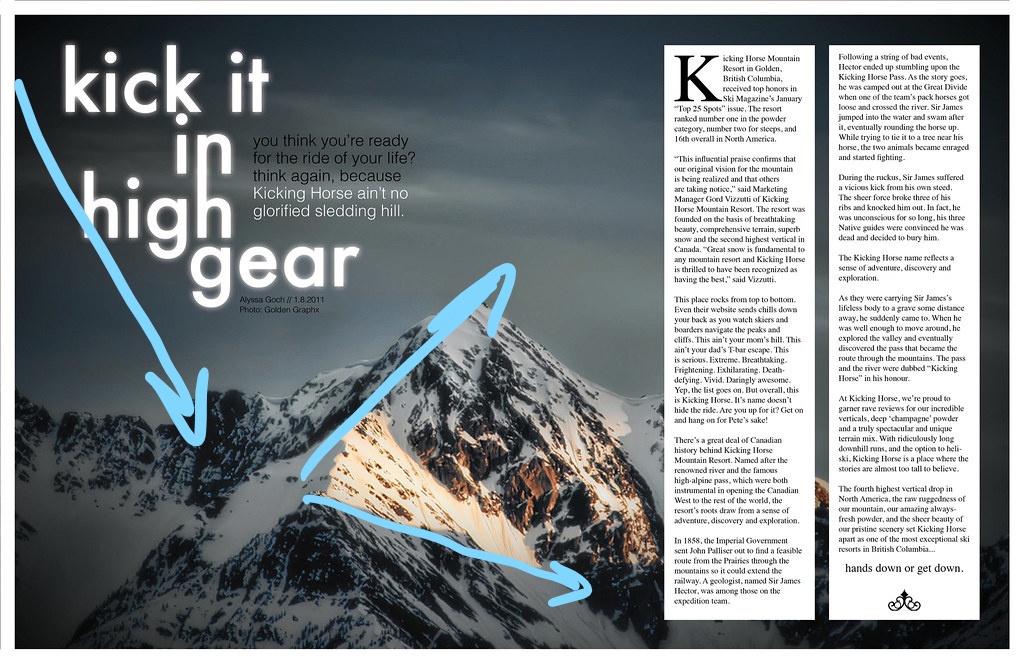 kick it
in
high
gear
you think you're ready
for the ride of your life?
think again, because
Kicking Horse ain't no
glorified sledding hill.
Alyssa Goch // 1.8.2011
Photo: Golden Graphx
Kicking Horse Mountain
Resort in Golden,
British Columbia,
received top honors in
Ski Magazine's January
"Top 25 Spots" issue. The resort
ranked number one in the powder
category, number two for steeps, and
16th overall in North America.
"This influential praise confirms that
our original vision for the mountain
is being realized and that others
are taking notice," said Marketing
Manager Gord Vizzutti of Kicking
Horse Mountain Resort. The resort was
founded on the basis of breathtaking
beauty, comprehensive terrain, superb
snow and the second highest vertical in
Canada. "Great snow is fundamental to
any mountain resort and Kicking Horse
is thrilled to have been recognized as
having the best," said Vizzutti.
This place rocks from top to bottom.
Even their website sends chills down
your back as you watch skiers and
boarders navigate the peaks and
cliffs. This ain't your mom's hill. This
ain't your dad's T-bar escape. This
is serious. Extreme. Breathtaking.
Frightening. Exhilarating. Death-
defying. Vivid. Daringly awesome.
Yep, the list goes on. But overall, this
is Kicking Horse. It's name doesn't
hide the ride. Are you up for it? Get on
and hang on for Pete's sake!
There's a great deal of Canadian
history behind Kicking Horse
Mountain Resort. Named after the
renowned river and the famous
high-alpine pass, which were both
instrumental in opening the Canadian
West to the rest of the world, the
resort's roots draw from a sense of
adventure, discovery and exploration.
In 1858, the Imperial Government
sent John Palliser out to find a feasible
route from the Prairies through the
mountains so it could extend the
railway. A geologist, named Sir James
Hector, was among those on the
expedition team.
Following a string of bad events,
Hector ended up stumbling upon the
Kicking Horse Pass. As the story goes,
he was camped out at the Great Divide
when one of the team's pack horses got
loose and crossed the river. Sir James
jumped into the water and swam after
it, eventually rounding the horse up.
While trying to tie it to a tree near his
horse, the two animals became enraged
and started fighting.
During the ruckus, Sir James suffered
a vicious kick from his own steed.
The sheer force broke three of his
ribs and knocked him out. In fact, he
was unconscious for so long, his three
Native guides were convinced he was
dead and decided to bury him.
The Kicking Horse name reflects a
sense of adventure, discovery and
exploration.
As they were carrying Sir James's
lifeless body to a grave some distance
away, he suddenly came to. When he
was well enough to move around, he
explored the valley and eventually
discovered the pass that became the
route through the mountains. The pass
and the river were dubbed "Kicking
Horse" in his honour.
At Kicking Horse, we're proud to
garner rave reviews for our incredible
verticals, deep 'champagne' powder
and a truly spectacular and unique
terrain mix. With ridiculously long
downhill runs, and the option to heli-
ski, Kicking Horse is a place where the
stories are almost too tall to believe.
The fourth highest vertical drop in
North America, the raw ruggedness of
our mountain, our amazing always-
fresh powder, and the sheer beauty of
our pristine scenery set Kicking Horse
apart as one of the most exceptional ski
resorts in British Columbia...
hands down or get down.